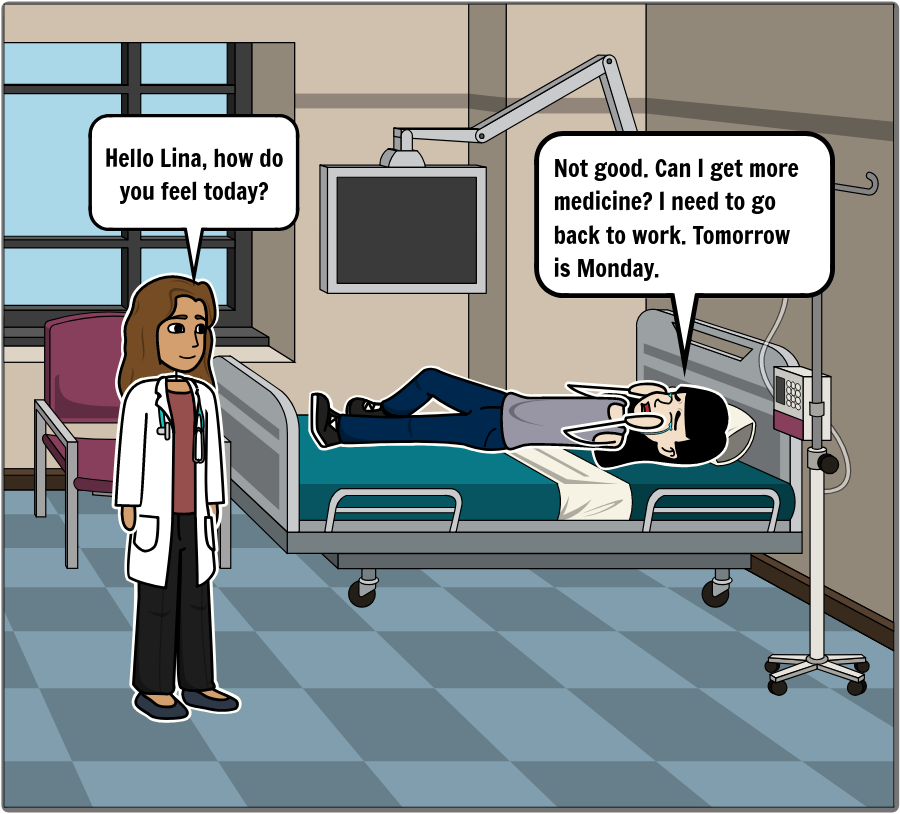 Hello Lina, how do
you feel today?
Not good. Can I get more
medicine? I need to go
back to work. Tomorrow
is Monday.